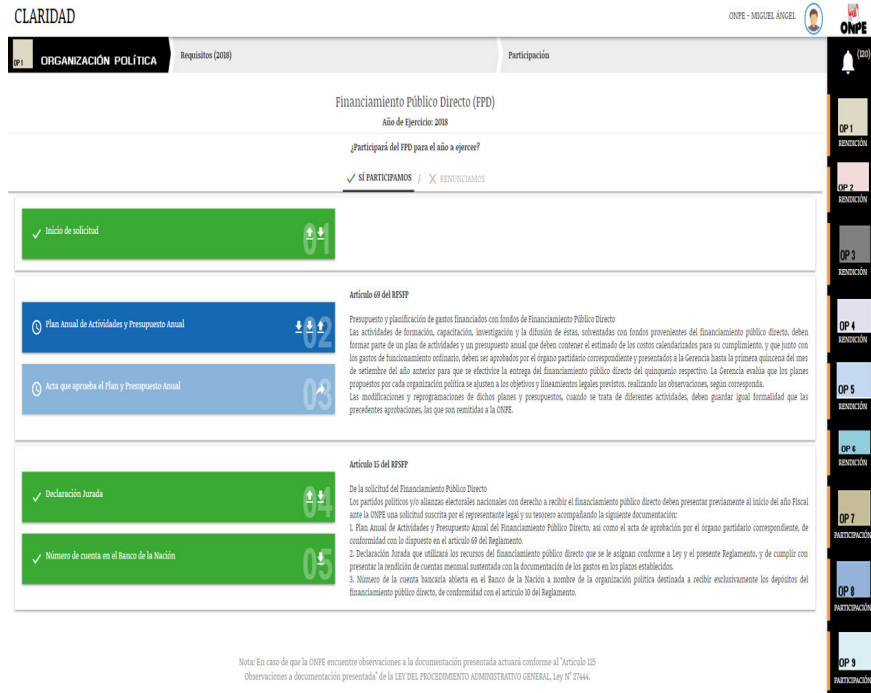 CLARIDAD
ONPE - MIGUEL ÁNGEL
ONPE
OP1
ORGANIZACIÓN POLÍTICA
Requisitos (2018)
Participación
(120)
Financiamiento Público Directo (FPD)
Año de Ejercicio: 2018
¿Participará del FPD para el año a ejercer?
SÍ PARTICIPAMOS / RENUNCIAMOS
Inicio de solicitud
01
Plan Anual de Actividades y Presupuesto Anual
02
Acta que aprueba el Plan y Presupuesto Anual
03
Artículo 69 del RFSFP
Presupuesto y planificación de gastos financiados con fondos de Financiamiento Público Directo
Las actividades de formación, capacitación, investigación y la difusión de éstas, solventadas con fondos provenientes del financiamiento público directo, deben
formar parte de un plan de actividades y un presupuesto anual que deben contener el estimado de los costos calendarizados para su cumplimiento, y que junto con
los gastos de funcionamiento ordinario, deben ser aprobados por el órgano partidario correspondiente y presentados a la Gerencia hasta la primera quincena del mes
de setiembre del año anterior para que se efectivice la entrega del financiamiento público directo del quinquenio respectivo. La Gerencia evalúa que los planes
propuestos por cada organización política se ajusten a los objetivos y lineamientos legales previstos, realizando las observaciones, según corresponda.
Las modificaciones y reprogramaciones de dichos planes y presupuestos, cuando se trata de diferentes actividades, deben guardar igual formalidad que las
precedentes aprobaciones, las que son remitidas a la ONPE.
Declaración Jurada
04
Número de cuenta en el Banco de la Nación
05
Artículo 15 del RFSFP
De la solicitud del Financiamiento Público Directo
Los partidos políticos y/o alianzas electorales nacionales con derecho a recibir el financiamiento público directo deben presentar previamente al inicio del año Fiscal
ante la ONPE una solicitud suscrita por el representante legal y su tesorero acompañando la siguiente documentación:
1. Plan Anual de Actividades y Presupuesto Anual del Financiamiento Público Directo, así como el acta de aprobación por el órgano partidario correspondiente, de
conformidad con lo dispuesto en el artículo 69 del Reglamento.
2. Declaración Jurada que utilizará los recursos del financiamiento público directo que se le asignan conforme a Ley y el presente Reglamento, y de cumplir con
presentar la rendición de cuentas mensual sustentada con la documentación de los gastos en los plazos establecidos.
3. Número de la cuenta bancaria abierta en el Banco de la Nación a nombre de la organización política destinada a recibir exclusivamente los depósitos del
financiamiento público directo, de conformidad con el artículo 10 del Reglamento.
Nota: En caso de que la ONPE encuentre observaciones a la documentación presentada actuará conforme al "Artículo 125
Observaciones a documentación presentada" de la LEY DEL PROCEDIMIENTO ADMINISTRATIVO GENERAL, Ley N° 27444.
OP 1
RENDICIÓN
OP 2
RENDICIÓN
OP 3
RENDICIÓN
OP 4
RENDICIÓN
OP 5
RENDICIÓN
OP 6
RENDICIÓN
OP 7
PARTICIPACIÓN
OP 8
PARTICIPACIÓN
OP 9
PARTICIPACIÓN